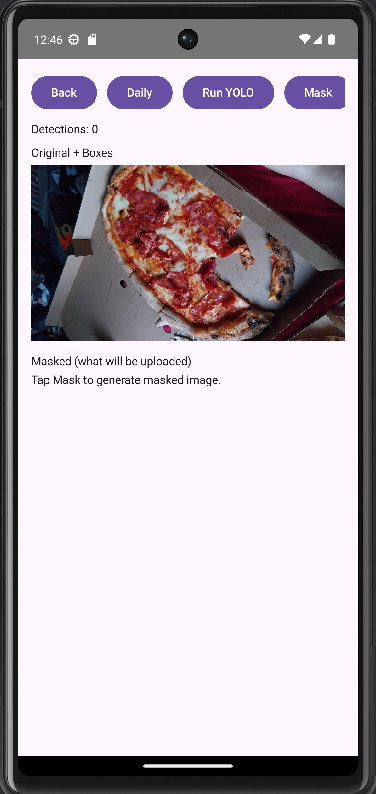 12:46
Back Daily Run YOLO Mask
Detections: 0
Original + Boxes
Masked (what will be uploaded)
Tap Mask to generate masked image.